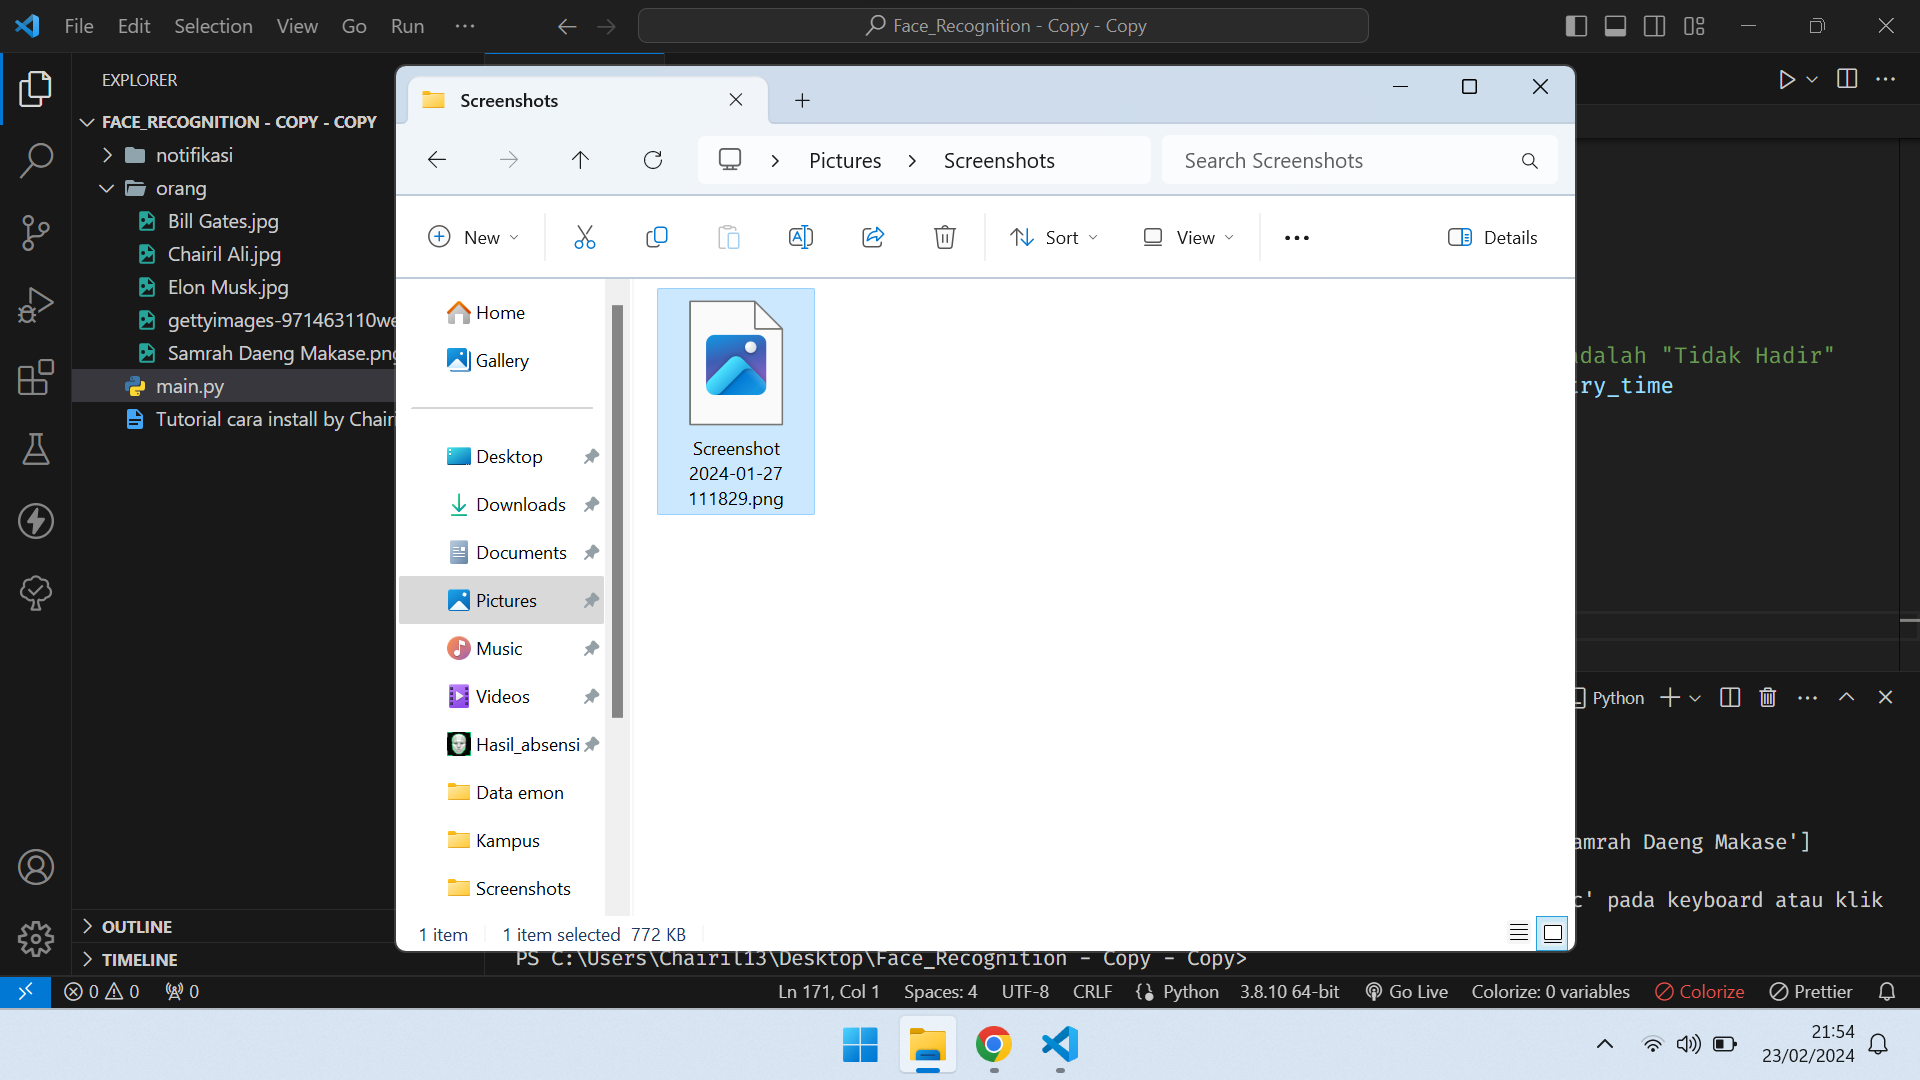 File Edit Selection View Go Run ...
Face_Recognition - Copy - Copy
EXPLORER
FACE_RECOGNITION - COPY - COPY
notifikasi
orang
Bill Gates.jpg
Chairil Ali.jpg
Elon Musk.jpg
gettyimages-971463110we
Samrah Daeng Makase.png
main.py
Tutorial cara install by Chairi
OUTLINE
TIMELINE
Screenshots
Pictures > Screenshots
Search Screenshots
New
Sort
View
Details
Home
Gallery
Desktop
Downloads
Documents
Pictures
Music
Videos
Hasil_absensi
Data emon
Kampus
Screenshots
Screenshot
2024-01-27
111829.png
1 item
1 item selected 772 KB
adalah "Tidak Hadir"
try_time
Python
amrah Daeng Makase']
c' pada keyboard atau klik
PS C:\Users\Chairil13\Desktop\Face_Recognition - Copy - Copy>
0 0 0
Ln 171, Col 1 Spaces: 4 UTF-8 CRLF Python 3.8.10 64-bit Go Live Colorize: 0 variables Colorize Prettier
21:54
23/02/2024